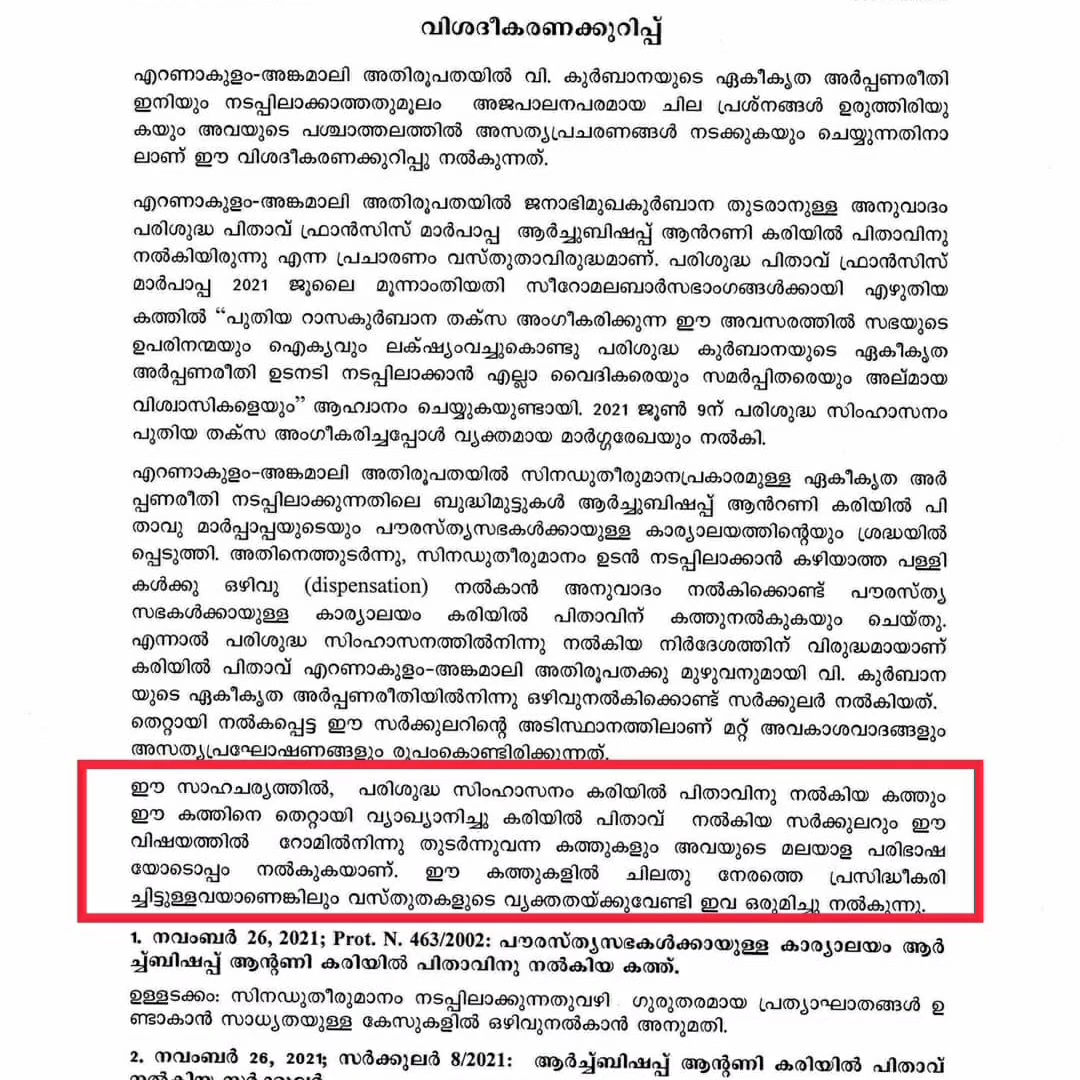 വിശദീകരണക്കുറിപ്പ്
എറണാകുളം-അങ്കമാലി അതിരൂപതയിൽ വി. കുർബാനയുടെ ഏകീകൃത അർപ്പണരീതി
ഇനിയും നടപ്പിലാക്കാത്തതുമൂലം അജപാലനപരമായ ചില പ്രശ്നങ്ങൾ ഉരുത്തിരിയു
കയും അവയുടെ പശ്ചാത്തലത്തിൽ അസത്യപ്രചരണങ്ങൾ നടക്കുകയും ചെയ്യുന്നതിനാ
ലാണ് ഈ വിശദീകരണക്കുറിപ്പു നൽകുന്നത്.
എറണാകുളം-അങ്കമാലി അതിരൂപതയിൽ ജനാഭിമുഖകുർബാന തുടരാനുള്ള അനുവാദം
പരിശുദ്ധ പിതാവ് ഫ്രാൻസിസ് മാർപാപ്പ ആർച്ചുബിഷപ്പ് ആൻറണി കരിയിൽ പിതാവിനു
നൽകിയിരുന്നു എന്ന പ്രചാരണം വസ്തുതാവിരുദ്ധമാണ്. പരിശുദ്ധ പിതാവ് ഫ്രാൻസിസ്
മാർപാപ്പ 2021 ജൂലൈ മൂന്നാംതിയതി സീറോമലബാർസഭാംഗങ്ങൾക്കായി എഴുതിയ
കത്തിൽ “പുതിയ റാസകുർബാന തക്സ അംഗീകരിക്കുന്ന ഈ അവസരത്തിൽ സഭയുടെ
ഉപരിനന്മയും ഐക്യവും ലക്ഷ്യംവച്ചുകൊണ്ടു പരിശുദ്ധ കുർബാനയുടെ ഏകീകൃത
അർപ്പണരീതി ഉടനടി നടപ്പിലാക്കാൻ എല്ലാ വൈദികരെയും സമർപ്പിതരെയും അല്മായ
വിശ്വാസികളെയും” ആഹ്വാനം ചെയ്യുകയുണ്ടായി. 2021 ജൂൺ 9ന് പരിശുദ്ധ സിംഹാസനം
പുതിയ തക്സ അംഗീകരിച്ചപ്പോൾ വ്യക്തമായ മാർഗ്ഗരേഖയും നൽകി.
എറണാകുളം-അങ്കമാലി അതിരൂപതയിൽ സിനഡുതീരുമാനപ്രകാരമുള്ള ഏകീകൃത അർ
പ്പണരീതി നടപ്പിലാക്കുന്നതിലെ ബുദ്ധിമുട്ടുകൾ ആർച്ചുബിഷപ്പ് ആൻറണി കരിയിൽ പി
താവു മാർപ്പാപ്പയുടെയും പൗരസ്ത്യസഭകൾക്കായുള്ള കാര്യാലയത്തിന്റെയും ശ്രദ്ധയിൽ
പ്പെടുത്തി. അതിനെത്തുടർന്നു, സിനഡുതീരുമാനം ഉടൻ നടപ്പിലാക്കാൻ കഴിയാത്ത പള്ളി
കൾക്കു ഒഴിവു (dispensation) നൽകാൻ അനുവാദം നൽകിക്കൊണ്ട് പൗരസ്ത്യ
സഭകൾക്കായുള്ള കാര്യാലയം കരിയിൽ പിതാവിന് കത്തുനൽകുകയും ചെയ്തു.
എന്നാൽ പരിശുദ്ധ സിംഹാസനത്തിൽനിന്നു നൽകിയ നിർദേശത്തിന് വിരുദ്ധമായാണ്
കരിയിൽ പിതാവ് എറണാകുളം-അങ്കമാലി അതിരൂപതക്കു മുഴുവനുമായി വി. കുർബാന
യുടെ ഏകീകൃത അർപ്പണരീതിയിൽനിന്നു ഒഴിവുനൽകിക്കൊണ്ട് സർക്കുലർ നൽകിയത്.
തെറ്റായി നൽകപ്പെട്ട ഈ സർക്കുലറിന്റെ അടിസ്ഥാനത്തിലാണ് മറ്റ് അവകാശവാദങ്ങളും
അസത്യപ്രഘോഷണങ്ങളും രൂപംകൊണ്ടിരിക്കുന്നത്.
ഈ സാഹചര്യത്തിൽ, പരിശുദ്ധ സിംഹാസനം കരിയിൽ പിതാവിനു നൽകിയ കത്തും
ഈ കത്തിനെ തെറ്റായി വ്യാഖ്യാനിച്ചു കരിയിൽ പിതാവ് നൽകിയ സർക്കുലറും ഈ
വിഷയത്തിൽ റോമിൽനിന്നു തുടർന്നുവന്ന കത്തുകളും അവയുടെ മലയാള പരിഭാഷ
യോടൊപ്പം നൽകുകയാണ്. ഈ കത്തുകളിൽ ചിലതു നേരത്തെ പ്രസിദ്ധീകരി
ച്ചിട്ടുള്ളവയാണെങ്കിലും വസ്തുതകളുടെ വ്യക്തതയ്ക്കുവേണ്ടി ഇവ ഒരുമിച്ചു നൽകുന്നു.
1. നവംബർ 26, 2021; Prot. N. 463/2002: പൗരസ്ത്യസഭകൾക്കായുള്ള കാര്യാലയം ആർ
ച്ച്ബിഷപ്പ് ആന്റണി കരിയിൽ പിതാവിനു നൽകിയ കത്ത്.
ഉള്ളടക്കം: സിനഡുതീരുമാനം നടപ്പിലാക്കുന്നതുവഴി ഗുരുതരമായ പ്രത്യാഘാതങ്ങൾ ഉ
ണ്ടാകാൻ സാധ്യതയുള്ള കേസുകളിൽ ഒഴിവുനൽകാൻ അനുമതി.
2. നവംബർ 26, 2021; സർക്കുലർ 8/2021: ആർച്ച്ബിഷപ്പ് ആന്റണി കരിയിൽ പിതാവ്